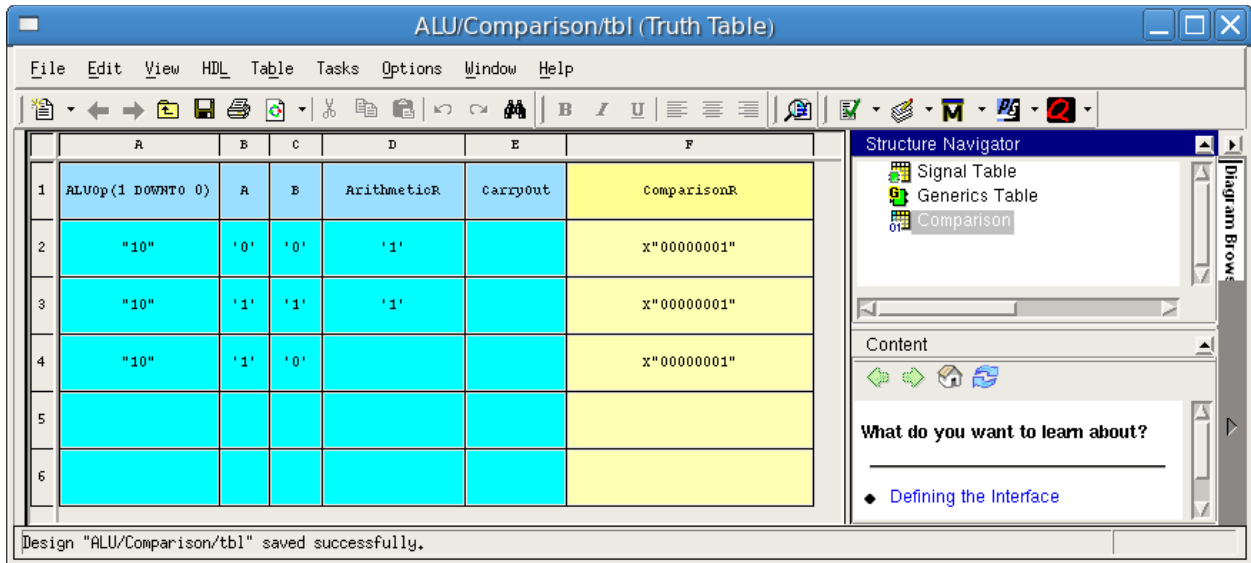 ALU/Comparison/tbl (Truth Table)
File Edit View HDL Table Tasks Options Window Help
B I U
A B C D E F
1 ALUOp(1 DOWNTO 0) A B ArithmeticR CarryOut ComparisonR
2 "10" '0' '0' '1' X"00000001"
3 "10" '1' '1' '1' X"00000001"
4 "10" '1' '0' X"00000001"
5
6
Structure Navigator
Signal Table
Generics Table
Comparison
Diagram Brows
Content
What do you want to learn about?
Defining the Interface
Design "ALU/Comparison/tbl" saved successfully.